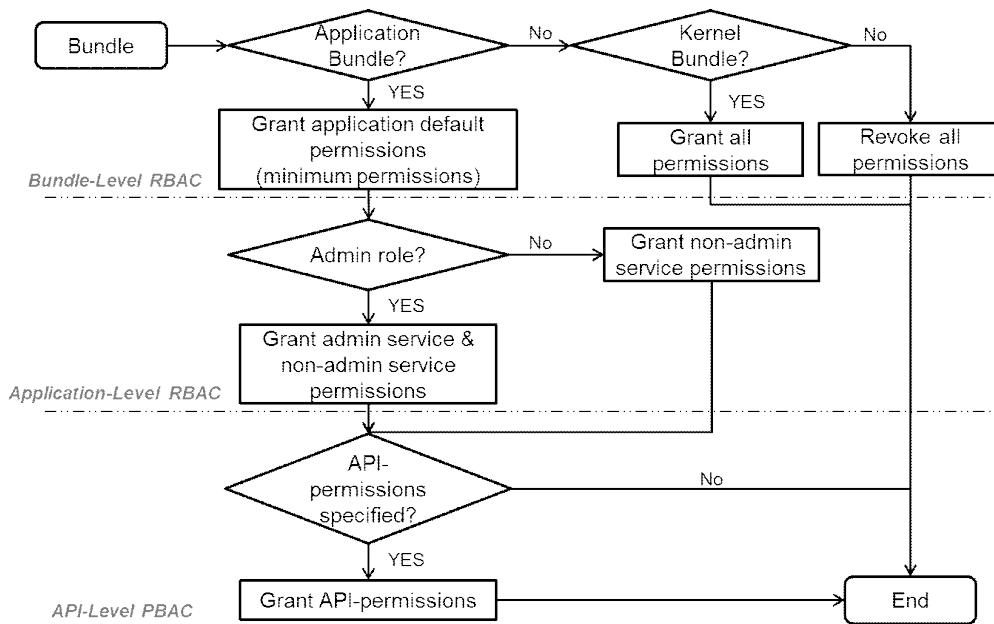 Bundle
Application
Bundle?
No
Kernel
Bundle?
No
YES
YES
Grant application default
permissions
(minimum permissions)
Grant all
permissions
Revoke all
permissions
Bundle-Level RBAC
Admin role?
No
Grant non-admin
service permissions
YES
Grant admin service &
non-admin service
permissions
Application-Level RBAC
API-
permissions
specified?
No
YES
Grant API-permissions
End
API-Level PBAC